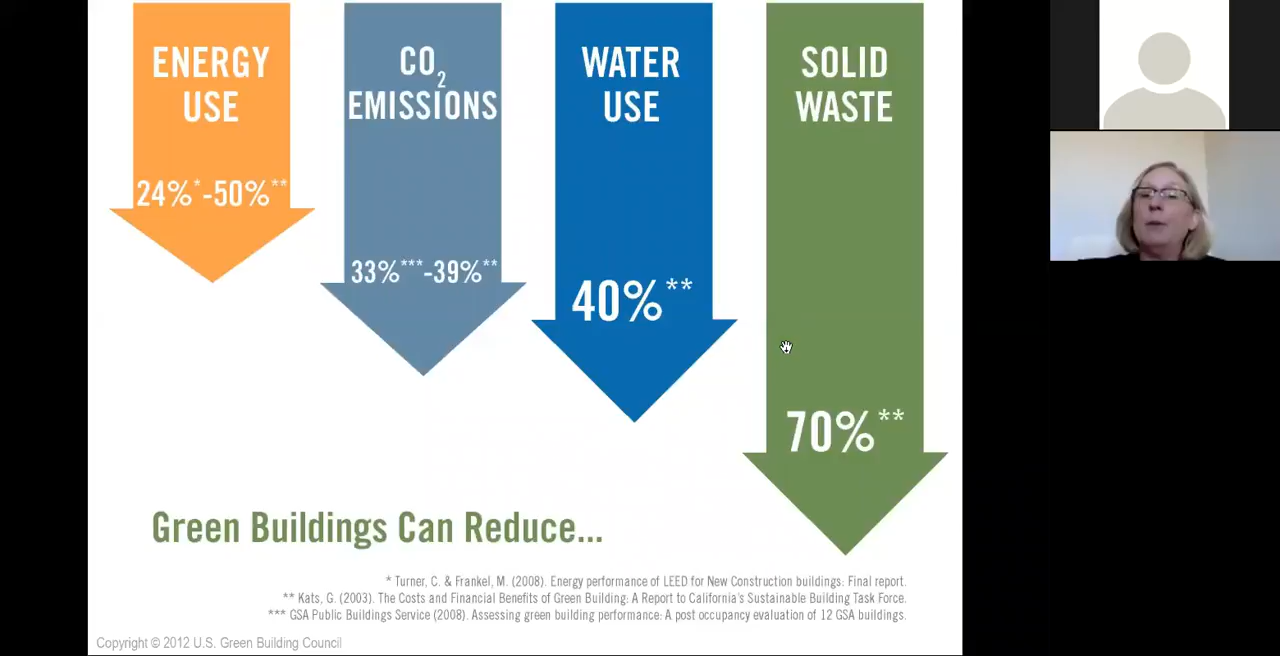 ENERGY
USE
24%*-50%**
CO2
EMISSIONS
33%***-39%**
WATER
USE
40%**
SOLID
WASTE
70%**
Green Buildings Can Reduce...
* Turner, C. & Frankel, M. (2008). Energy performance of LEED for New Construction buildings: Final report.
** Kats, G. (2003). The Costs and Financial Benefits of Green Building: A Report to California's Sustainable Building Task Force.
*** GSA Public Buildings Service (2008). Assessing green building performance: A post occupancy evaluation of 12 GSA buildings.
Copyright © 2012 U.S. Green Building Council